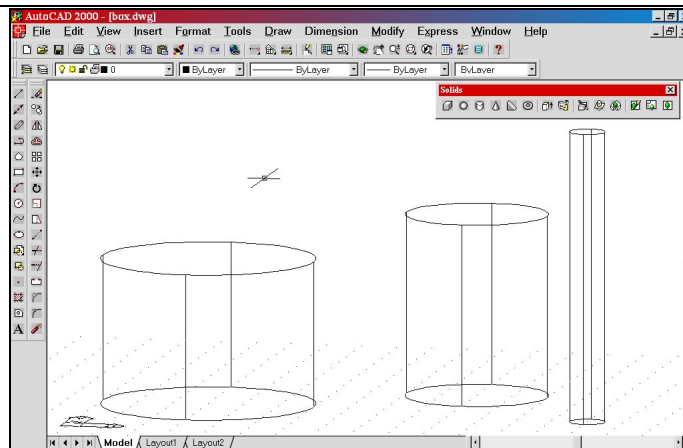 AutoCAD 2000 - [box.dwg]
File Edit View Insert Format Tools Draw Dimension Modify Express Window Help
0 ByLayer ByLayer ByLayer ByLayer
Solids
A
Model Layout1 Layout2